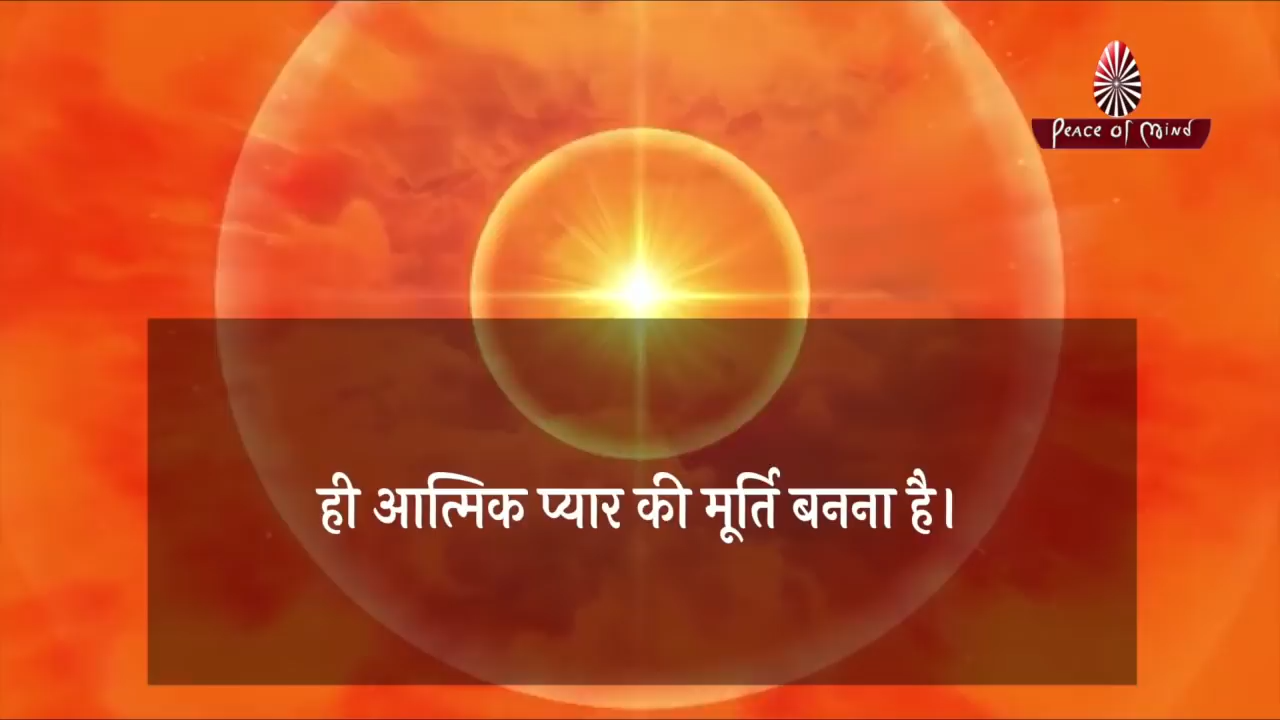 Peace of Mind
ही आत्मिक प्यार की मूर्ति बनना है।